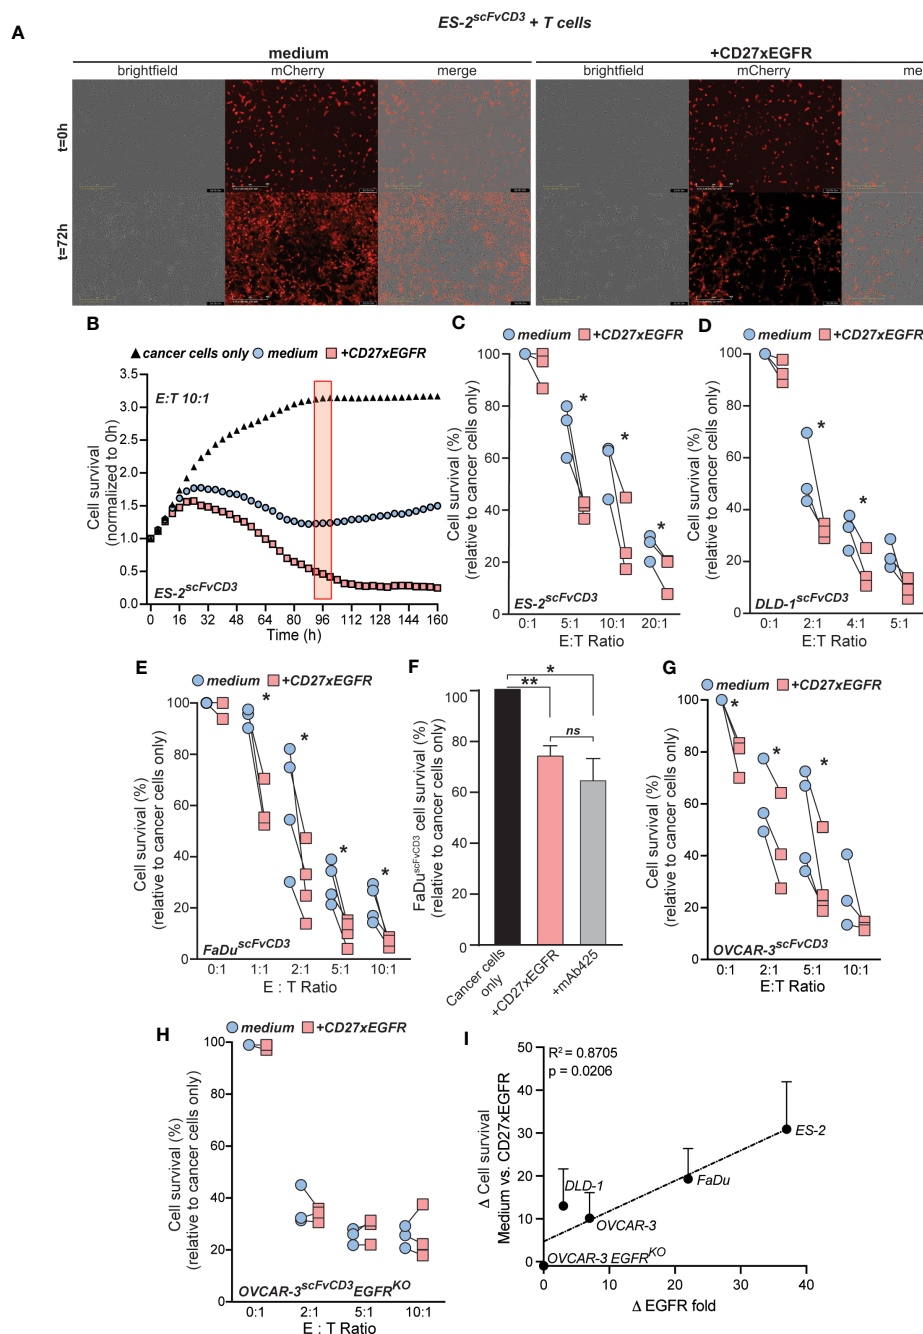 A
ES-2scFvCD3 + T cells
medium
+CD27xEGFR
brightfield mCherry merge
brightfield mCherry me
t=0h
t=72h
B
cancer cells only medium +CD27xEGFR
E:T 10:1
Cell survival
(normalized to 0h)
3.5
3.0
2.5
2.0
1.5
1.0
0.5
0.0
ES-2scFvCD3
0 16 32 48 64 80 96 112 128 144 160
Time (h)
C
medium +CD27xEGFR
Cell survival (%)
(relative to cancer cells only)
100
80
60
40
20
0
* * *
ES-2scFvCD3
0:1 5:1 10:1 20:1
E:T Ratio
D
medium +CD27xEGFR
Cell survival (%)
(relative to cancer cells only)
100
80
60
40
20
0
* *
DLD-1scFvCD3
0:1 2:1 4:1 5:1
E:T Ratio
E
medium +CD27xEGFR
Cell survival (%)
(relative to cancer cells only)
100
80
60
40
20
0
* * * *
FaDuscFvCD3
0:1 1:1 2:1 5:1 10:1
E : T Ratio
F
FaDuscFvCD3 cell survival (%)
(relative to cancer cells only)
100
80
60
40
20
0
*
**
ns
Cancer cells
only
+CD27xEGFR
+mAb425
G
medium +CD27xEGFR
Cell survival (%)
(relative to cancer cells only)
100
80
60
40
20
0
* * *
OVCAR-3scFvCD3
0:1 2:1 5:1 10:1
E:T Ratio
H
medium +CD27xEGFR
Cell survival (%)
(relative to cancer cells only)
100
80
60
40
20
0
OVCAR-3scFvCD3EGFRKO
0:1 2:1 5:1 10:1
E : T Ratio
I
Δ Cell survival
Medium vs. CD27xEGFR
50
40
30
20
10
0
R2 = 0.8705
p = 0.0206
ES-2
FaDu
DLD-1
OVCAR-3
OVCAR-3 EGFRKO
0 10 20 30 40
Δ EGFR fold